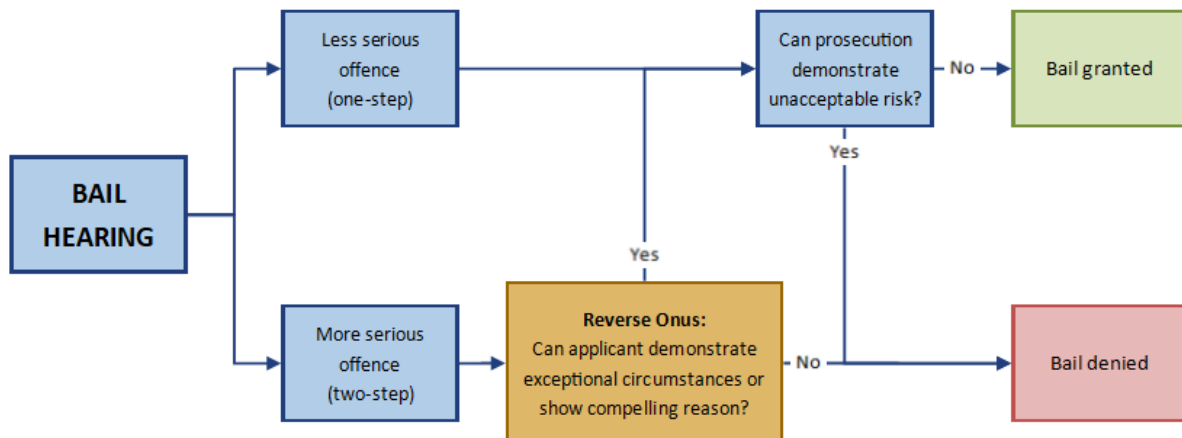 Less serious
offence
(one-step)
Can prosecution
demonstrate
unacceptable risk?
No
Bail granted
BAIL
HEARING
Yes
Yes
More serious
offence
(two-step)
Reverse Onus:
Can applicant demonstrate
exceptional circumstances or
show compelling reason?
No
Bail denied